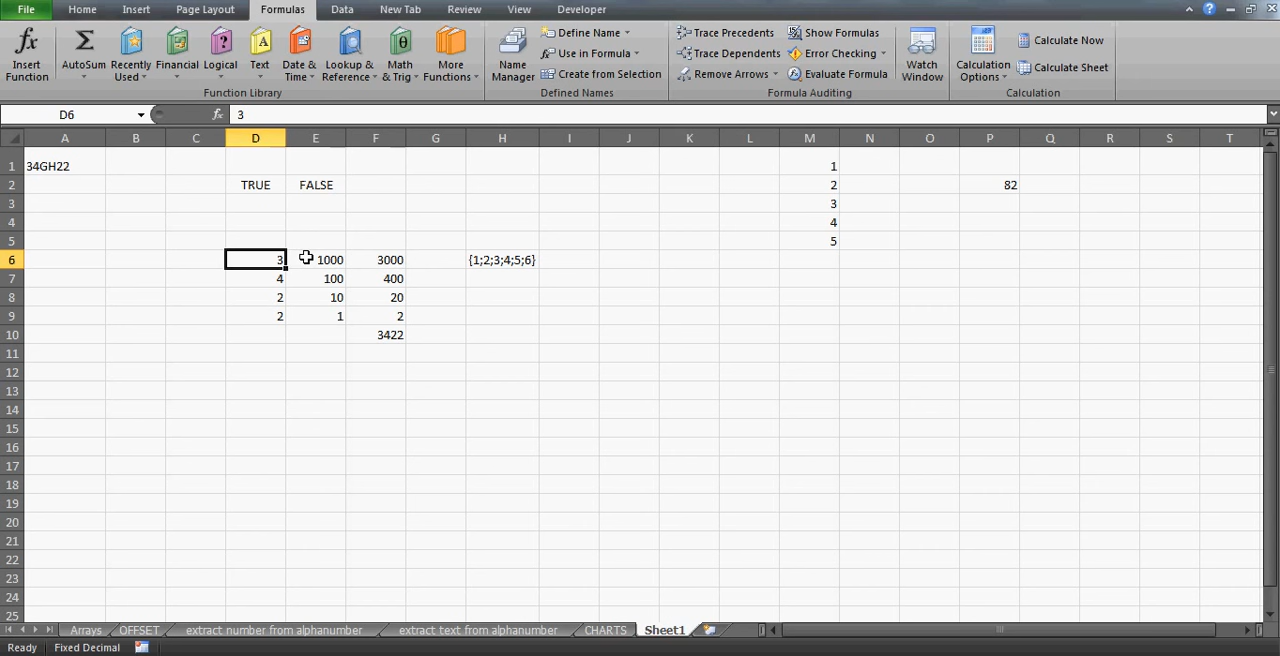 File Home Insert Page Layout Formulas Data New Tab Review View Developer
fx Insert Function
Σ AutoSum
Recently Used
Financial
Logical
A Text
Date & Time
Lookup & Reference
θ Math & Trig
More Functions
Function Library
Name Manager
Define Name
Use in Formula
Create from Selection
Defined Names
Trace Precedents
Trace Dependents
Remove Arrows
Show Formulas
Error Checking
Evaluate Formula
Formula Auditing
Watch Window
Calculation Options
Calculate Now
Calculate Sheet
Calculation
D6 fx 3
A B C D E F G H I J K L M N O P Q R S T
1 34GH22 1
2 TRUE FALSE 2 82
3 3
4 4
5 5
6 3 1000 3000 {1;2;3;4;5;6}
7 4 100 400
8 2 10 20
9 2 1 2
10 3422
11
12
13
14
15
16
17
18
19
20
21
22
23
24
25
Arrays OFFSET extract number from alphanumber extract text from alphanumber CHARTS Sheet1
Ready Fixed Decimal